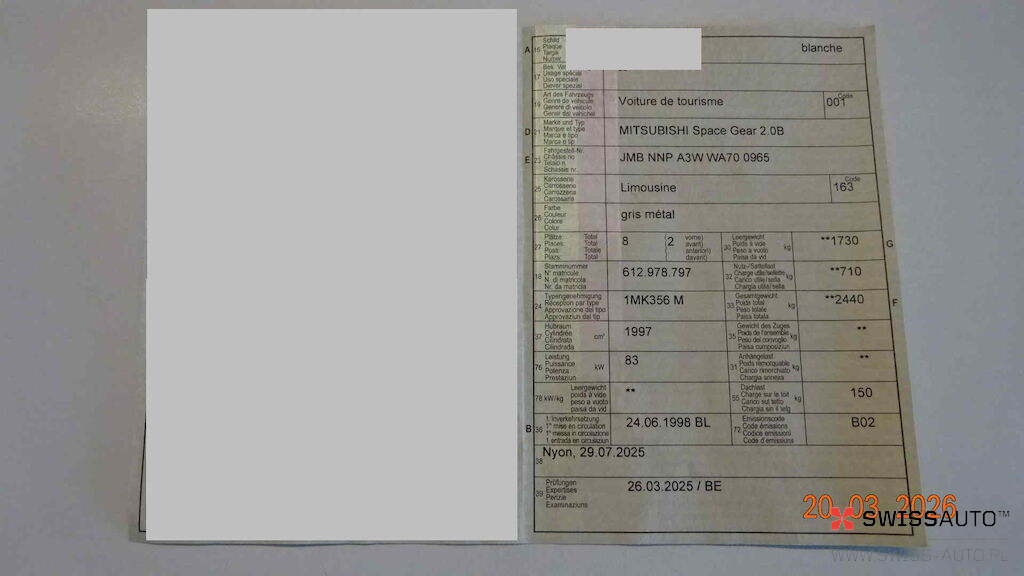 A 15 Schild Plaque Targa Numer blanche
17 Usage spécial Uso speciale Diever spezial
19 Art des Fahrzeugs Genre de véhicule Genere di veicolo Gener dal vehichel Voiture de tourisme Code 001
D 21 Marke und Typ Marque et type Marca e tipo Marca e tip MITSUBISHI Space Gear 2.0B
E 23 Fahrgestell-Nr. Châssis no Telaio n. Schassis nr. JMB NNP A3W WA70 0965
25 Karosserie Carrosserie Carrozzeria Carossaria Limousine Code 163
26 Farbe Couleur Colore Colur gris métal
27 Plätze: Total Places: Total Posti: Totale Plazs: Total 8 (2 vorne) avant) anteriori) davant) 30 Leergewicht Poids à vide Peso a vuoto Paisa da vid kg **1730 G
18 Stammnummer N° matricule N. di matricola Nr. da matricla 612.978.797 32 Nutz-/Sattellast Charge utile/sellette Carico utile/sella Chargia utila/sella kg **710
24 Typengenehmigung Réception par type Approvazione del tipo Approvaziun dal tip 1MK356 M 33 Gesamtgewicht Poids total Peso totale Paisa totala kg **2440 F
37 Hubraum Cylindrée Cilindrata Cilindrada cm³ 1997 35 Gewicht des Zuges Poids de l'ensemble Peso del convoglio Paisa cumposiziun kg **
76 Leistung Puissance Potenza Prestaziun kW 83 31 Anhängelast Poids remorquable Carico rimorchiato Chargia annexa kg **
78 kW/kg Leergewicht poids à vide peso a vuoto paisa da vid ** 55 Dachlast Charge sur le toit Carico sul tetto Chargia sin il tetg kg 150
B 36 1. Inverkehrsetzung 1re mise en circulation 1a messa in circolazione 1. entrada en circulaziun 24.06.1998 BL 72 Emissionscode Code émissions Codice emissioni Code d'emissiuns B02
38 Nyon, 29.07.2025
39 Prüfungen Expertises Perizie Examinaziuns 26.03.2025 / BE
20.03.2026
SWISSAUTO™
WWW.SWISS-AUTO.PL